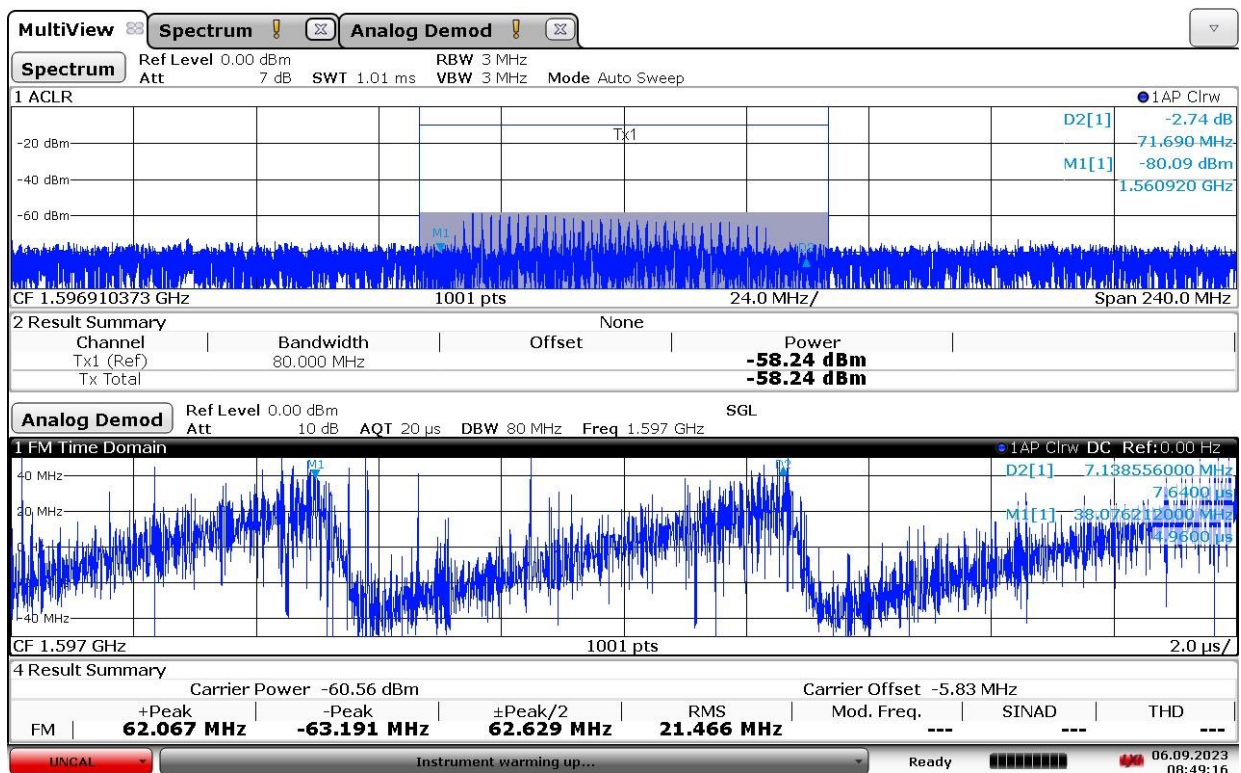 MultiView Spectrum ! Analog Demod !
Spectrum Ref Level 0.00 dBm RBW 3 MHz
Att 7 dB SWT 1.01 ms VBW 3 MHz Mode Auto Sweep
1 ACLR 1AP Clrw
D2[1] -2.74 dB
71.690 MHz
M1[1] -80.09 dBm
1.560920 GHz
Tx1
-20 dBm
-40 dBm
-60 dBm
M1
CF 1.596910373 GHz 1001 pts 24.0 MHz/ Span 240.0 MHz
2 Result Summary None
Channel Bandwidth Offset Power
Tx1 (Ref) 80.000 MHz -58.24 dBm
Tx Total -58.24 dBm
Analog Demod Ref Level 0.00 dBm SGL
Att 10 dB AQT 20 µs DBW 80 MHz Freq 1.597 GHz
1 FM Time Domain 1AP Clrw DC Ref:0.00 Hz
D2[1] 7.138556000 MHz
7.6400 µs
M1[1] 38.076212000 MHz
4.9600 µs
M1 D2
40 MHz
20 MHz
-40 MHz
CF 1.597 GHz 1001 pts 2.0 µs/
4 Result Summary
Carrier Power -60.56 dBm Carrier Offset -5.83 MHz
+Peak -Peak ±Peak/2 RMS Mod. Freq. SINAD THD
FM 62.067 MHz -63.191 MHz 62.629 MHz 21.466 MHz --- --- ---
UNCAL Instrument warming up... Ready 06.09.2023
08:49:16